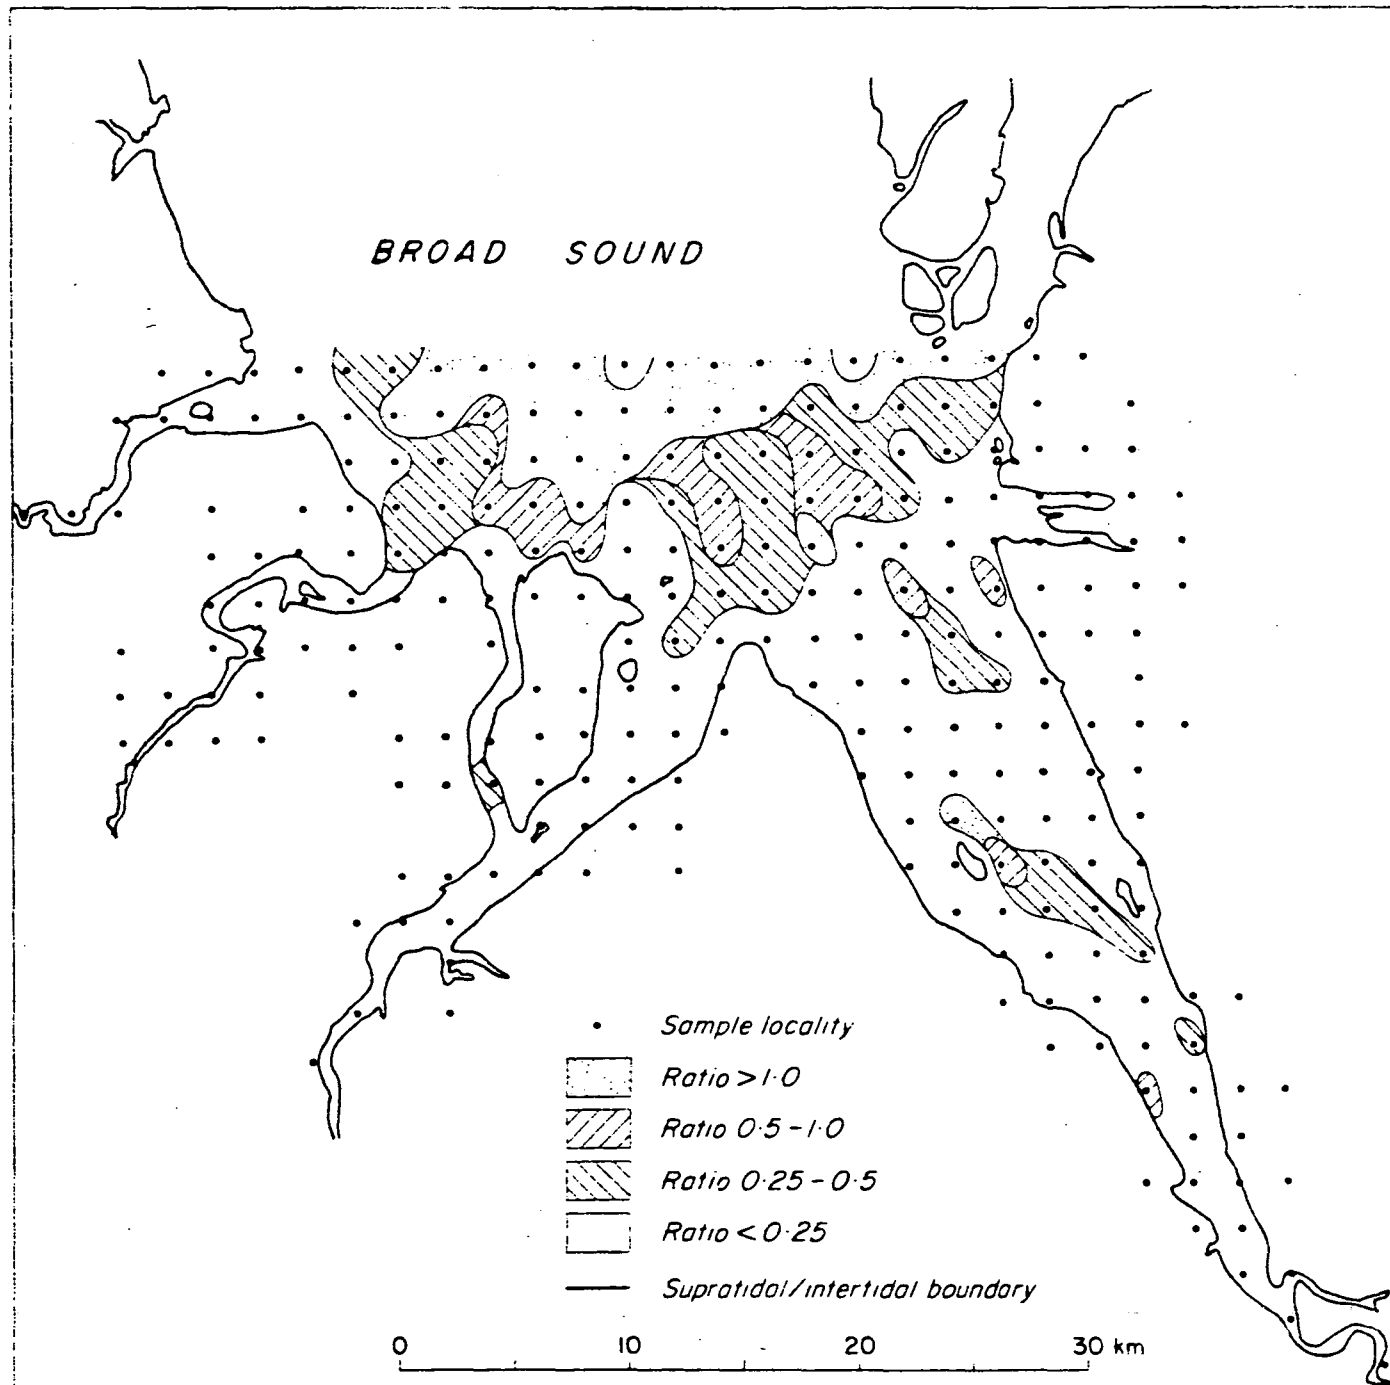 BROAD SOUND
Sample locality
Ratio > 1·0
Ratio 0·5 - 1·0
Ratio 0·25 - 0·5
Ratio < 0·25
Supratidal/intertidal boundary
0 10 20 30 km